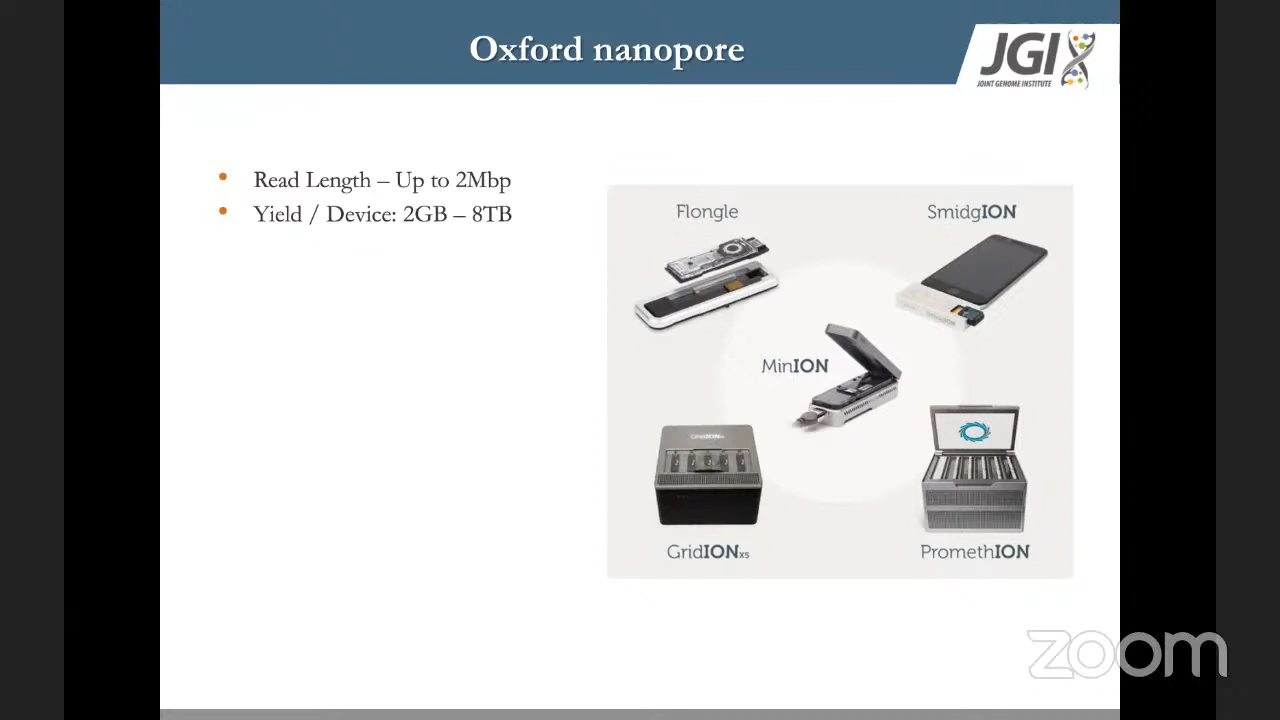 Oxford nanopore
JGI
JOINT GENOME INSTITUTE
• Read Length – Up to 2Mbp
• Yield / Device: 2GB – 8TB
Flongle
SmidgION
MinION
GridION
GridIONx5
PromethION
zoom